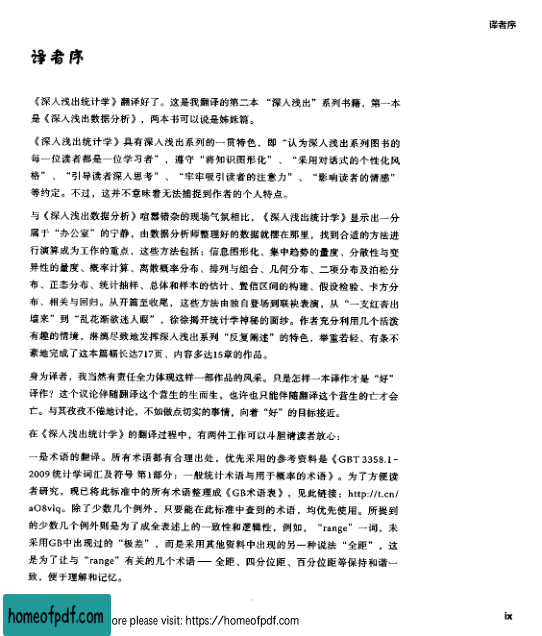 译者序
译者序
《深入浅出统计学》翻译好了。这是我翻译的第二本“深入浅出”系列书籍，第一本
是《深入浅出数据分析》，两本书可以说是姊妹篇。
《深入浅出统计学》具有深入浅出系列的一贯特色，即“认为深入浅出系列图书的
每一位读者都是一位学习者”，遵守“将知识图形化”、“采用对话式的个性化风
格”、“引导读者深入思考”、“牢牢吸引读者的注意力”、“影响读者的情感”
等约定。不过，这并不意味着无法捕捉到作者的个人特点。
与《深入浅出数据分析》喧嚣错杂的现场气氛相比，《深入浅出统计学》显示出一分
属于“办公室”的宁静，由数据分析师整理好的数据就摆在那里，找到合适的方法进
行演算成为工作的重点，这些方法包括：信息图形化、集中趋势的量度、分散性与变
异性的量度、概率计算、离散概率分布、排列与组合、几何分布、二项分布及泊松分
布、正态分布、统计抽样、总体和样本的估计、置信区间的构建、假设检验、卡方分
布、相关与回归。从开篇至收尾，这些方法由独自登场到联袂表演，从“一支红杏出
墙来”到“乱花渐欲迷人眼”，徐徐揭开统计学神秘的面纱。作者充分利用几个活泼
有趣的情境，淋漓尽致地发挥深入浅出系列“反复阐述”的特色，举重若轻、有条不
紊地完成了这本篇幅长达717页、内容多达15章的作品。
身为译者，我当然有责任全力体现这样一部作品的风采。只是怎样一本译作才是“好”
译作？这个议论伴随翻译这个营生的生而生，也许也只能伴随翻译这个营生的亡才会
亡。与其孜孜不倦地讨论，不如做点切实的事情，向着“好”的目标接近。
在《深入浅出统计学》的翻译过程中，有两件工作可以斗胆请读者放心：
一是术语的翻译。所有术语都有合理出处，优先采用的参考资料是《GBT 3358.1-
2009 统计学词汇及符号 第1部分：一般统计术语与用于概率的术语》。为了方便读
者研究，现已将此标准中的所有术语整理成《GB术语表》，见此链接：http://t.cn/
aO8viq。除了少数几个例外，只要能在此标准中查到的术语，均优先使用。所提到
的少数几个例外则是为了成全表述上的一致性和逻辑性，例如，“range”一词，未
采用GB中出现过的“极差”，而是采用其他资料中出现的另一种说法“全距”，这
是为了让与“range”有关的几个术语 —— 全距、四分位距、百分位距等保持和谐一
致，便于理解和记忆。
homeofpdf.com
ore please visit: https://homeofpdf.com
ix